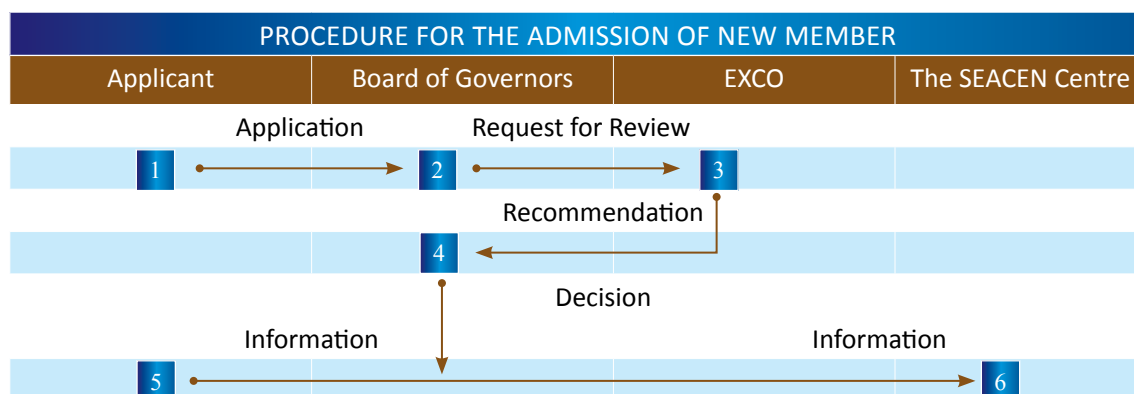 PROCEDURE FOR THE ADMISSION OF NEW MEMBER
Applicant Board of Governors EXCO The SEACEN Centre
Application Request for Review
1 2 3
Recommendation
4
Decision
Information Information
5 6